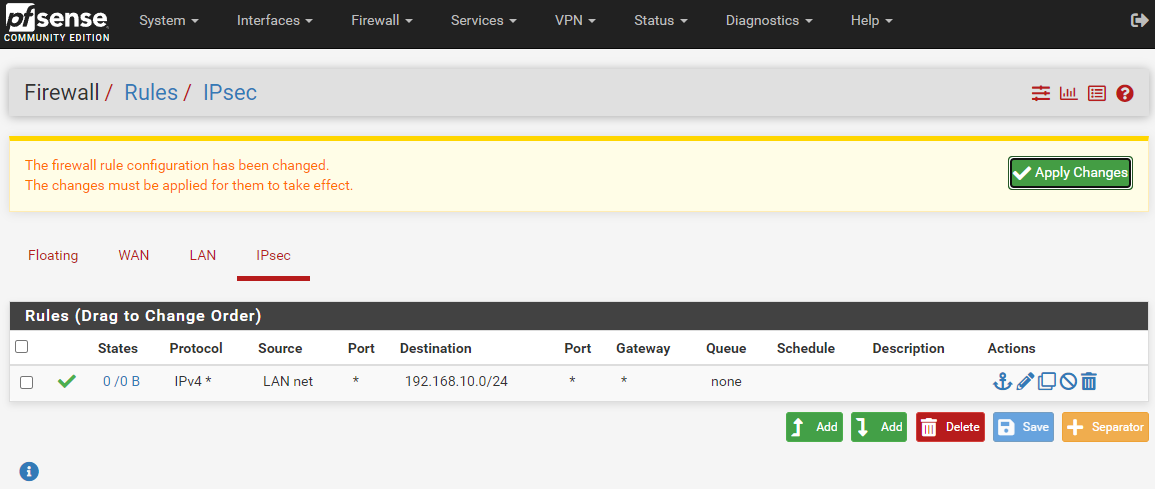 pfsense System Interfaces Firewall Services VPN Status Diagnostics Help
COMMUNITY EDITION
Firewall / Rules / IPsec
The firewall rule configuration has been changed.
The changes must be applied for them to take effect.
Apply Changes
Floating WAN LAN IPsec
Rules (Drag to Change Order)
States Protocol Source Port Destination Port Gateway Queue Schedule Description Actions
0 /0 B IPv4 * LAN net * 192.168.10.0/24 * * none
Add Add Delete Save Separator